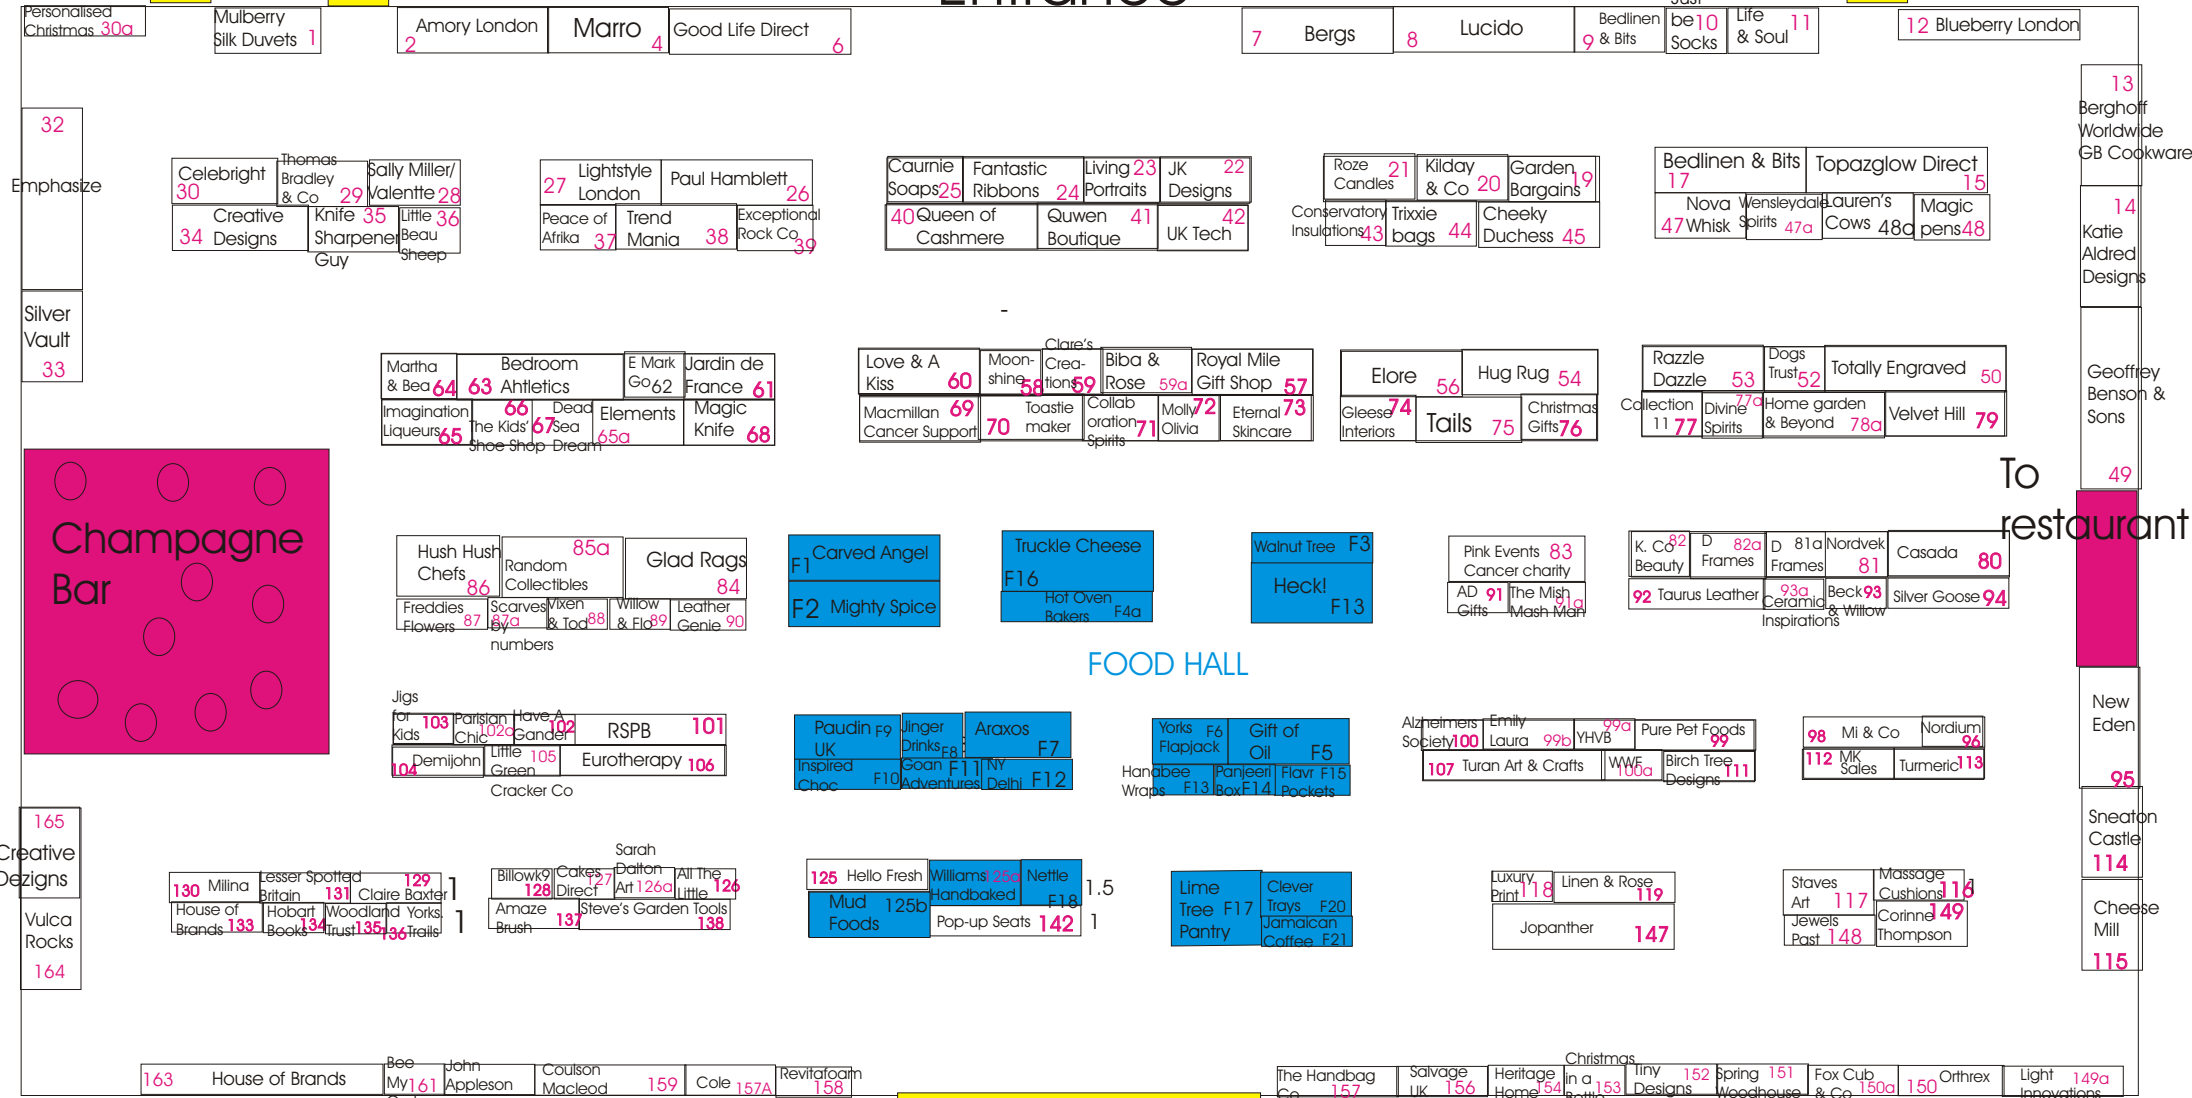 Entrance
Personalised
Christmas 30a
Mulberry
Silk Duvets 1
Amory London
2
Marro 4
Good Life Direct
6
7 Bergs
8 Lucido
Bedlinen
9 & Bits
Just
be 10
Socks
Life 11
& Soul
12 Blueberry London
13
Berghoff
Worldwide
GB Cookware
14
Katie
Aldred
Designs
Geoffrey
Benson &
Sons
49
32
Emphasize
Silver
Vault
33
Celebright
30
Thomas
Bradley
& Co 29
Sally Miller/
Valentte 28
34 Creative
Designs
Knife 35
Sharpener
Guy
Little 36
Beau
Sheep
27 Lightstyle
London
Paul Hamblett
26
Peace of
Afrika 37
Trend
Mania 38
Exceptional
Rock Co
39
Caurnie
Soaps 25
Fantastic
Ribbons 24
Living 23
Portraits
JK 22
Designs
40 Queen of
Cashmere
Quwen 41
Boutique
42
UK Tech
Roze 21
Candles
Kilday
& Co 20
Garden
Bargains 19
Conservatory
Insulations 43
Trixxie
bags 44
Cheeky
Duchess 45
Bedlinen & Bits
17
Topazglow Direct
15
Nova
47 Whisk
Wensleydale
Spirits 47a
Lauren's
Cows 48a
Magic
pens 48
-
Martha
& Bea 64
63 Bedroom
Ahtletics
E Mark
Go 62
Jardin de
France 61
Imagination
Liqueurs 65
66
The Kids'
Shoe Shop
67 Dead
Sea
Dream
Elements
65a
Magic
Knife 68
Love & A
Kiss 60
Moon-
shine 58
Clare's
Crea-
tions 59
Biba &
Rose 59a
Royal Mile
Gift Shop 57
Macmillan 69
Cancer Support
70 Toastie
maker
Collab
oration 71
Spirits
Molly 72
Olivia
Eternal 73
Skincare
Elore 56
Hug Rug 54
Gleese 74
Interiors
Tails 75
Christmas
Gifts 76
Razzle
Dazzle 53
Dogs
Trust 52
Totally Engraved 50
Collection
11 77
77a
Divine
Spirits
Home garden
& Beyond 78a
Velvet Hill 79
To
restaurant
Champagne
Bar
Hush Hush
Chefs 86
85a
Random
Collectibles
Glad Rags
84
Freddies
Flowers 87
Scarves
87a by
numbers
Vixen
& Tod 88
Willow
& Flo 89
Leather
Genie 90
F1 Carved Angel
F2 Mighty Spice
Truckle Cheese
F16
Hot Oven
Bakers F4a
Walnut Tree F3
Heck!
F13
Pink Events 83
Cancer charity
AD 91
Gifts
The Mish
Mash Man 91a
K. Co 82
Beauty
D 82a
Frames
D 81a
Frames
Nordvek
81
Casada 80
92 Taurus Leather
93a
Ceramic
Inspirations
Beck 93
& Willow
Silver Goose 94
FOOD HALL
Jigs
for 103
Kids
Parisian
Chic 102a
Have A
Gander 102
RSPB 101
104 Demijohn
Little 105
Green
Cracker Co
Eurotherapy 106
Paudin F9
UK
Jinger
Drinks F8
Araxos
F7
Inspired
Choc F10
Goan F11
Adventures
NY
Delhi F12
Yorks F6
Flapjack
Gift of
Oil F5
Handbee
Wraps F13
Panjeeri
Box F14
Flavr F15
Pockets
Alzheimers
Society 100
Emily
Laura 99b
99a
YHVB
Pure Pet Foods
99
107 Turan Art & Crafts
WWF
100a
Birch Tree
Designs 111
98 Mi & Co
Nordium
96
112 MK
Sales
Turmeric 113
New
Eden
95
Sneaton
Castle
114
Cheese
Mill
115
165
Creative
Dezigns
Vulca
Rocks
164
130 Milina
Lesser Spotted
Britain 131
129
Claire Baxter
1
House of
Brands 133
Hobart
Books 134
Woodland
Trust 135
Yorks.
136 Trails
1
Billowk9
128
Cakes 127
Direct
Sarah
Dalton
Art 126a
All The
Little 126
Amaze
Brush 137
Steve's Garden Tools
138
125 Hello Fresh
Williams 125a
Handbaked
Nettle
F18
1.5
Mud 125b
Foods
Pop-up Seats 142
1
Lime
Tree F17
Pantry
Clever
Trays F20
Jamaican
Coffee F21
Luxury
Print 118
Linen & Rose
119
Jopanther 147
Staves
Art 117
Massage
Cushions 116
Jewels
Past 148
Corinne 149
Thompson
163 House of Brands
Bee
My 161
John
Appleson
Coulson
Macleod 159
Cole 157A
Revitafoam
158
The Handbag
Co 157
Salvage
UK 156
Heritage
Home 154
Christmas
in a 153
Bottle
Tiny 152
Designs
Spring 151
Woodhouse
Fox Cub
& Co 150a
150 Orthrex
Light 149a
Innovations